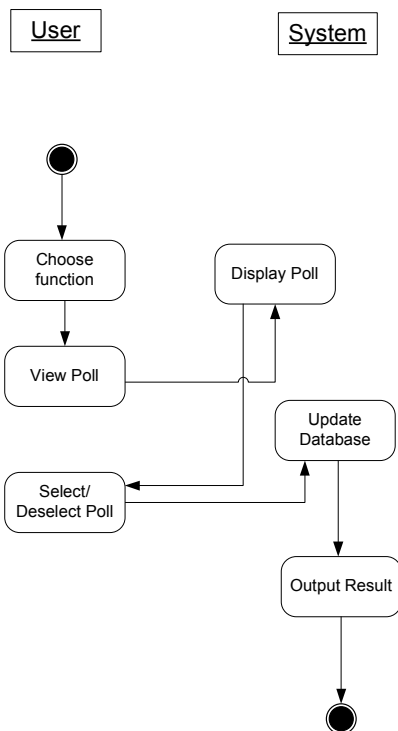 User
System
Choose
function
Display Poll
View Poll
Update
Database
Select/
Deselect Poll
Output Result